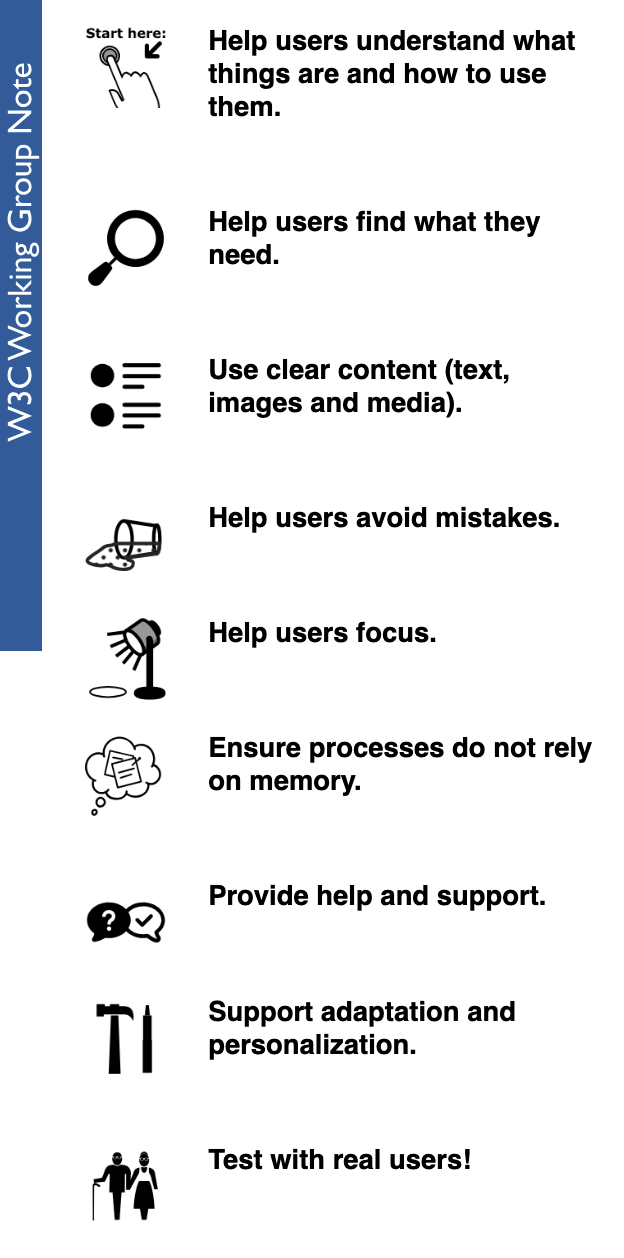 W3C Working Group Note
Start here:
Help users understand what
things are and how to use
them.
Help users find what they
need.
Use clear content (text,
images and media).
Help users avoid mistakes.
Help users focus.
Ensure processes do not rely
on memory.
?
Provide help and support.
Support adaptation and
personalization.
Test with real users!